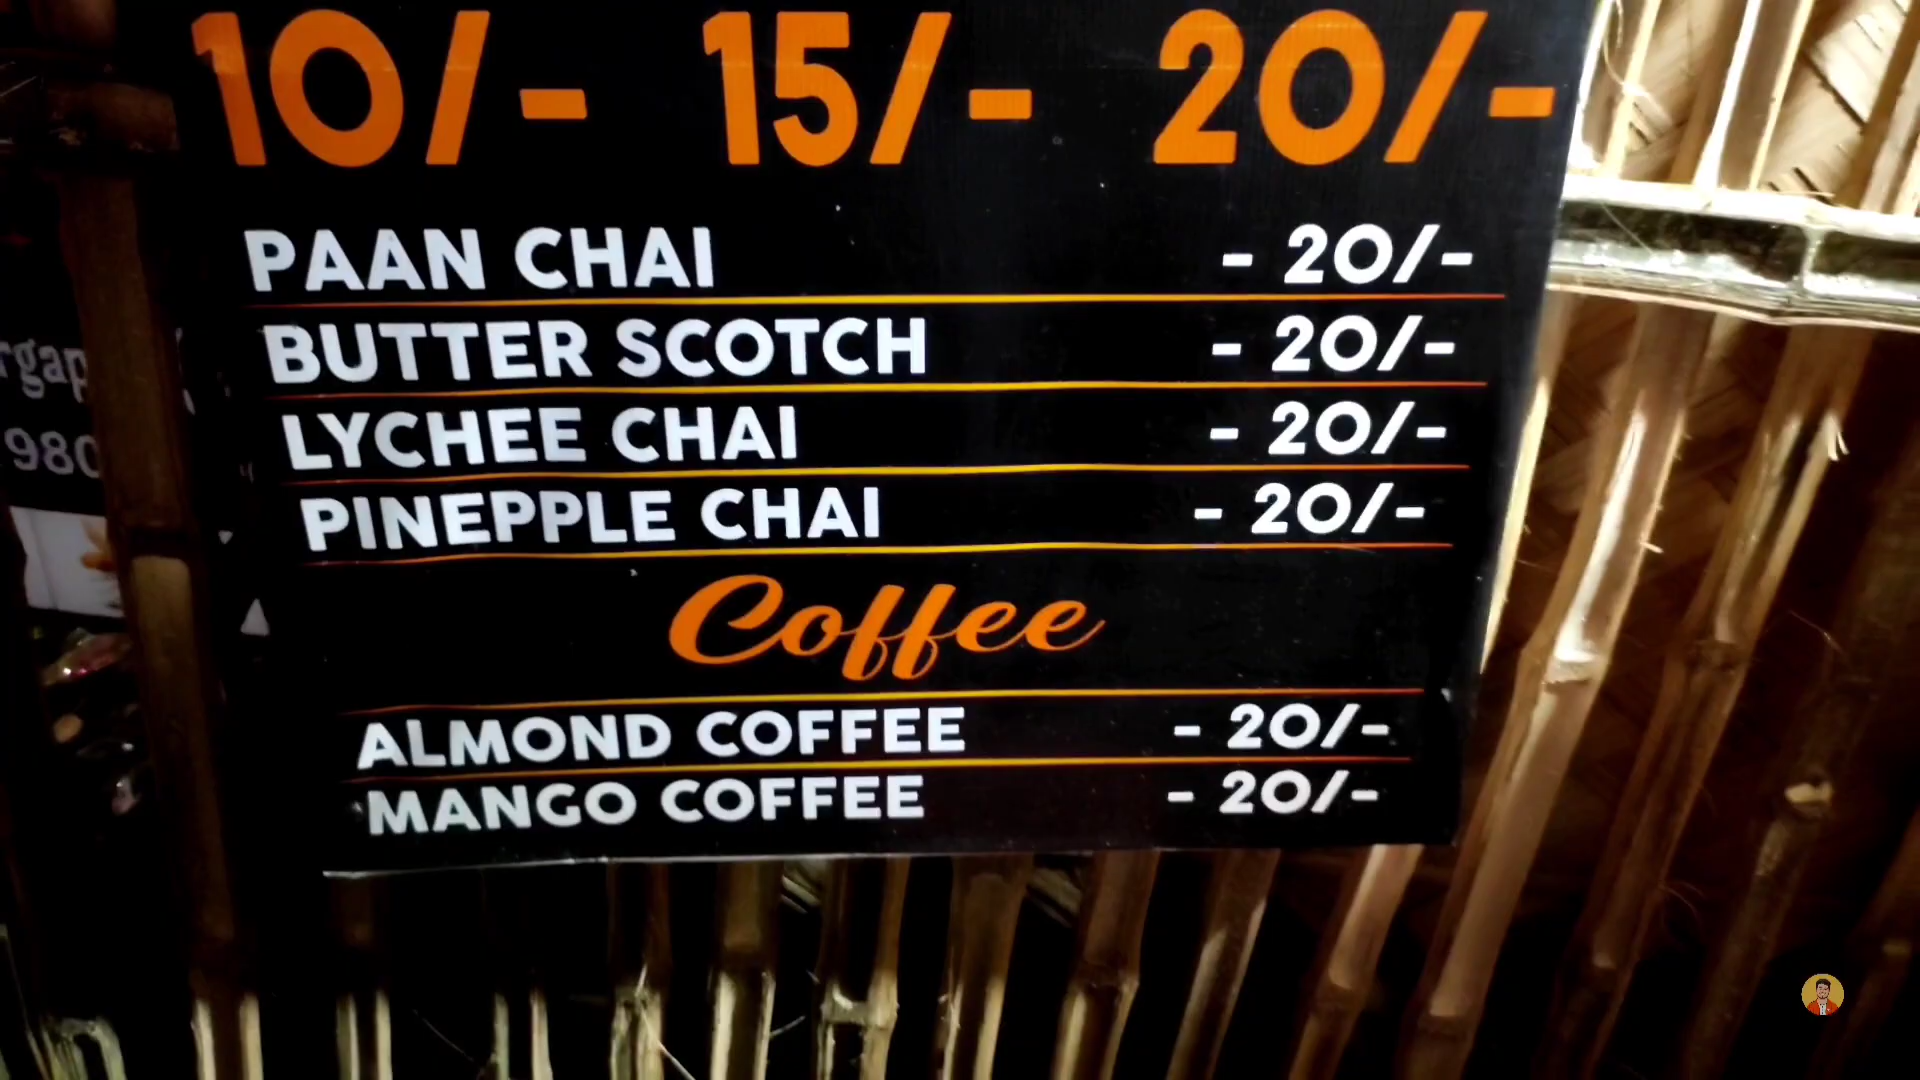 10/- 15/- 20/-
PAAN CHAI - 20/-
BUTTER SCOTCH - 20/-
LYCHEE CHAI - 20/-
PINEPPLE CHAI - 20/-
Coffee
ALMOND COFFEE - 20/-
MANGO COFFEE - 20/-